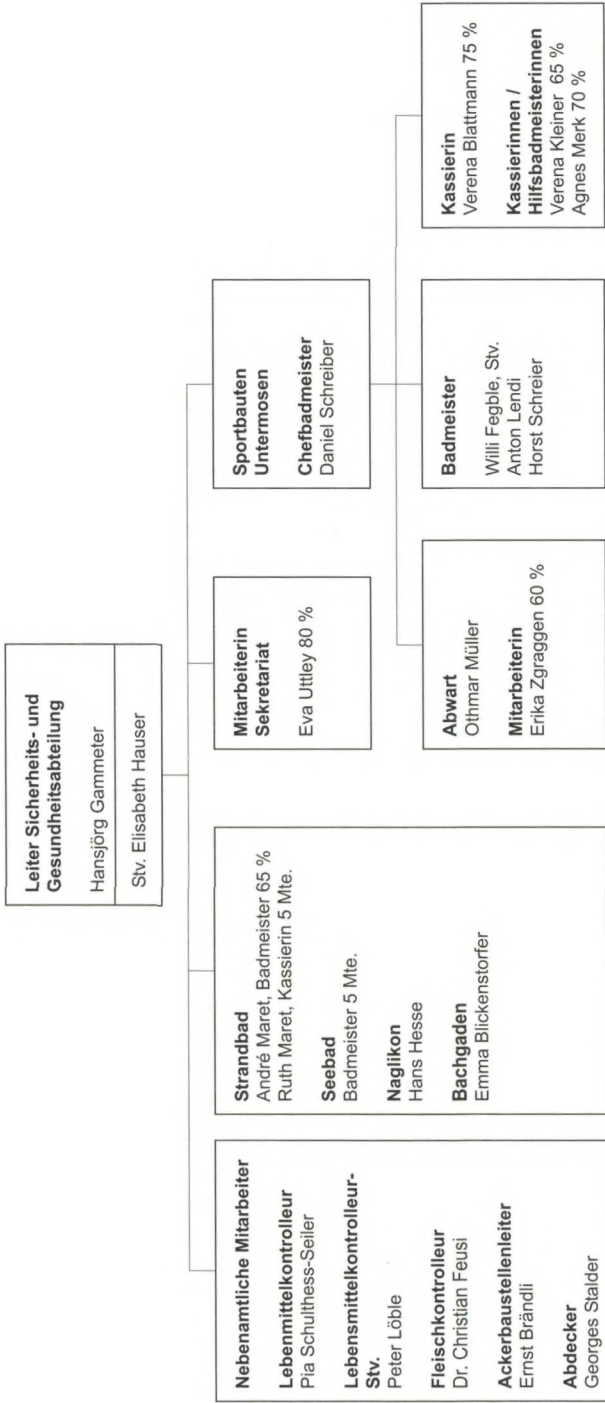 Leiter Sicherheits- und
Gesundheitsabteilung
Hansjörg Gammeter
Stv. Elisabeth Hauser
Nebenamtliche Mitarbeiter
Lebenmittelkontrolleur
Pia Schulthess-Seiler
Lebensmittelkontrolleur-
Stv.
Peter Löble
Fleischkontrolleur
Dr. Christian Feusi
Ackerbaustellenleiter
Ernst Brändli
Abdecker
Georges Stalder
Strandbad
André Maret, Badmeister 65 %
Ruth Maret, Kassierin 5 Mte.
Seebad
Badmeister 5 Mte.
Naglikon
Hans Hesse
Bachgaden
Emma Blickenstorfer
Mitarbeiterin
Sekretariat
Eva Uttley 80 %
Sportbauten
Untermosen
Chefbadmeister
Daniel Schreiber
Abwart
Othmar Müller
Mitarbeiterin
Erika Zgraggen 60 %
Badmeister
Willi Fegble, Stv.
Anton Lendi
Horst Schreier
Kassierin
Verena Blattmann 75 %
Kassierinnen /
Hilfsbadmeisterinnen
Verena Kleiner 65 %
Agnes Merk 70 %